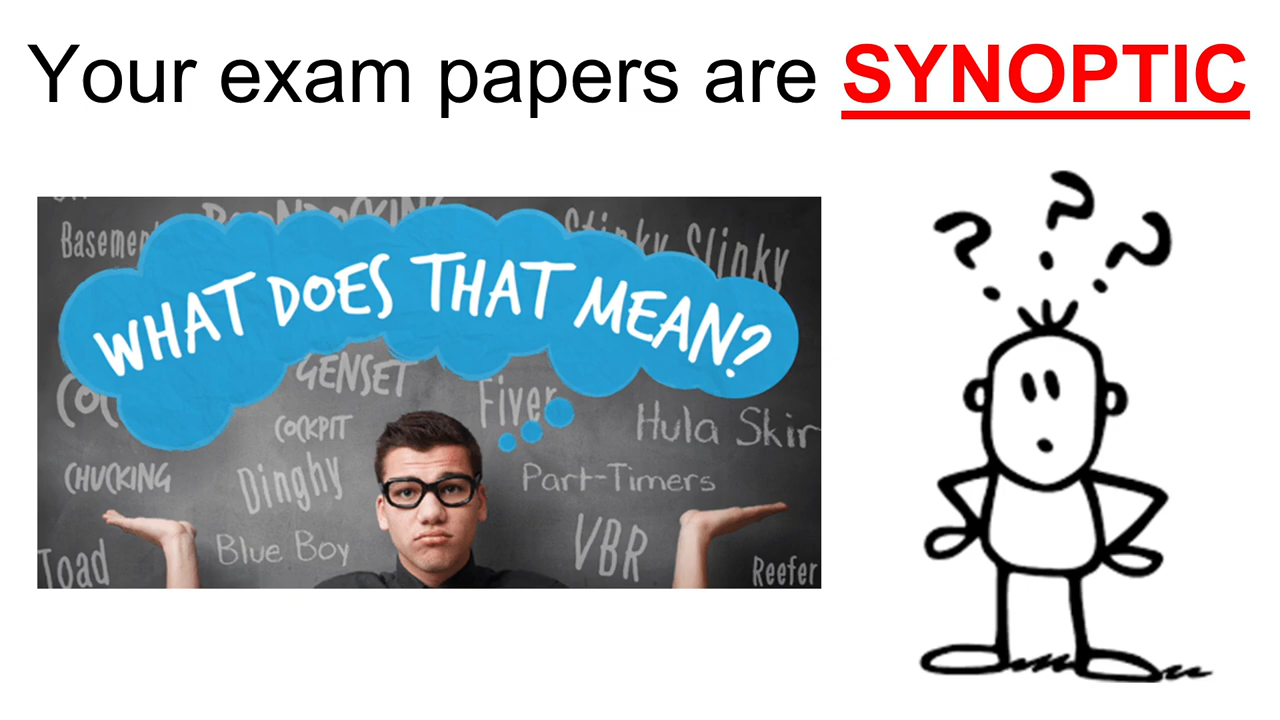 Your exam papers are SYNOPTIC
Stinky Slinky
WHAT DOES THAT MEAN?
GENSET
Fiver
COCKPIT
Hula Skir
CHUCKING
Dinghy
Part-Timers
Blue Boy
VBR
Toad
Reefer